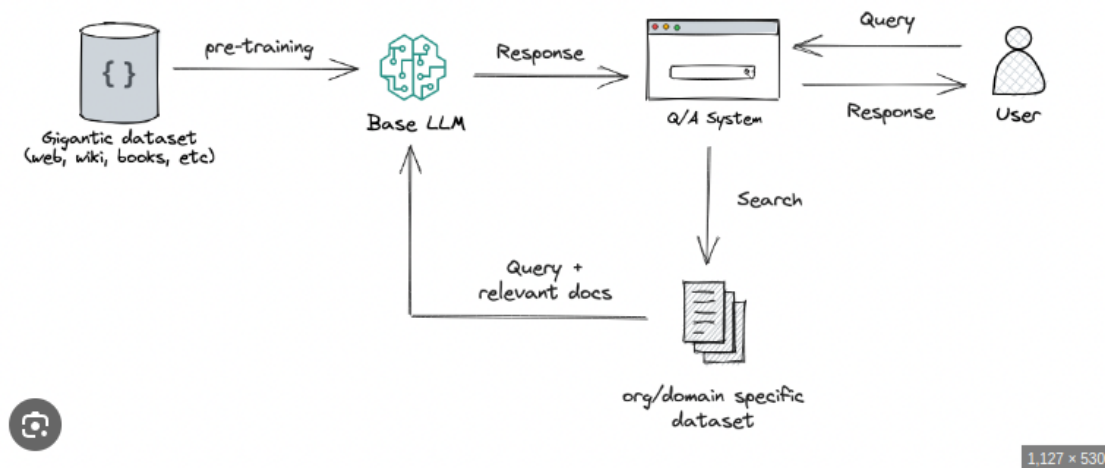 Query
pre-training
Response
{ }
Response
Base LLM
Q/A System
User
Gigantic dataset
(web, wiki, books, etc)
Search
Query +
relevant docs
org/domain specific
dataset
1,127 × 530